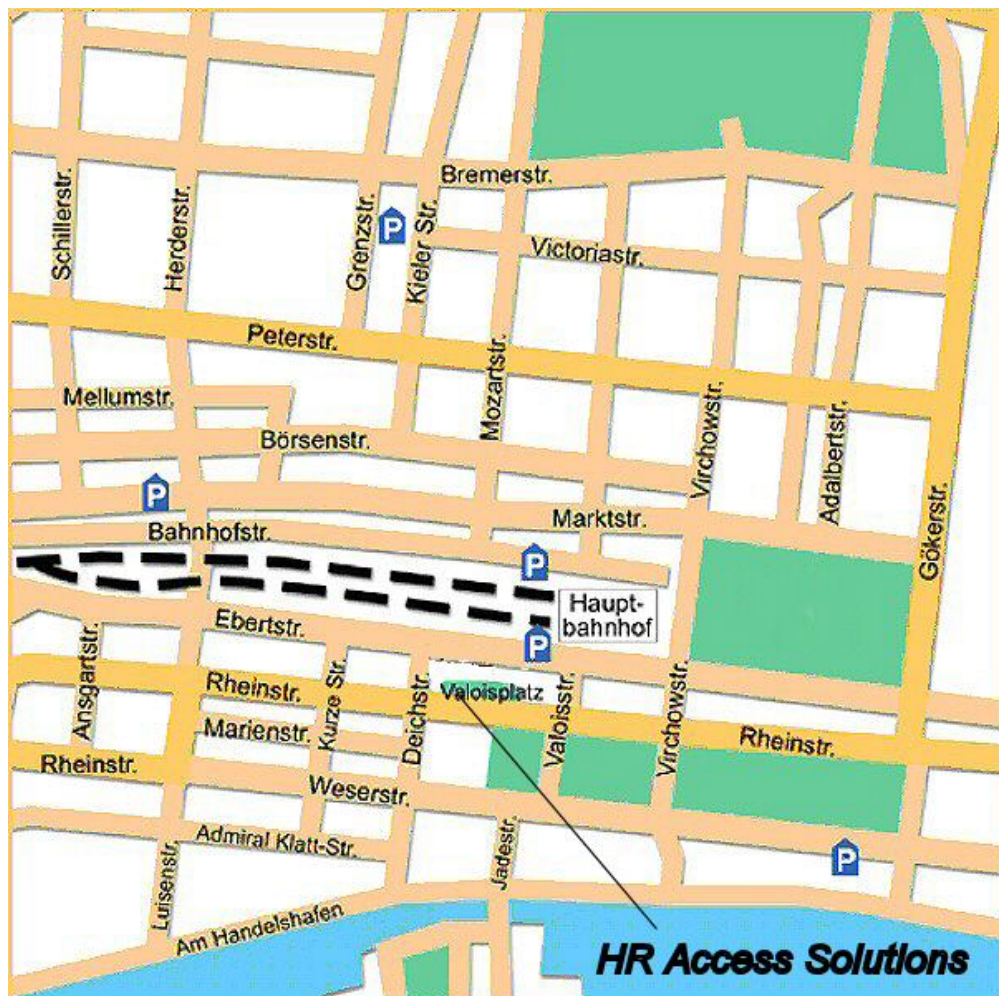 Bremerstr.
Schillerstr.
Herderstr.
Grenzstr.
P
Kieler Str.
Victoriastr.
Peterstr.
Mozartstr.
Mellumstr.
Virchowstr.
Adalbertstr.
Börsenstr.
P
Marktstr.
Gökerstr.
Bahnhofstr.
P
Haupt-
bahnhof
Ebertstr.
P
Ansgartstr.
Rheinstr.
Kurze Str.
Deichstr.
Valoisplatz
Valoisstr.
Virchowstr.
Marienstr.
Rheinstr.
Rheinstr.
Weserstr.
Admiral Klatt-Str.
Luisenstr.
Jadestr.
P
Am Handelshafen
HR Access Solutions